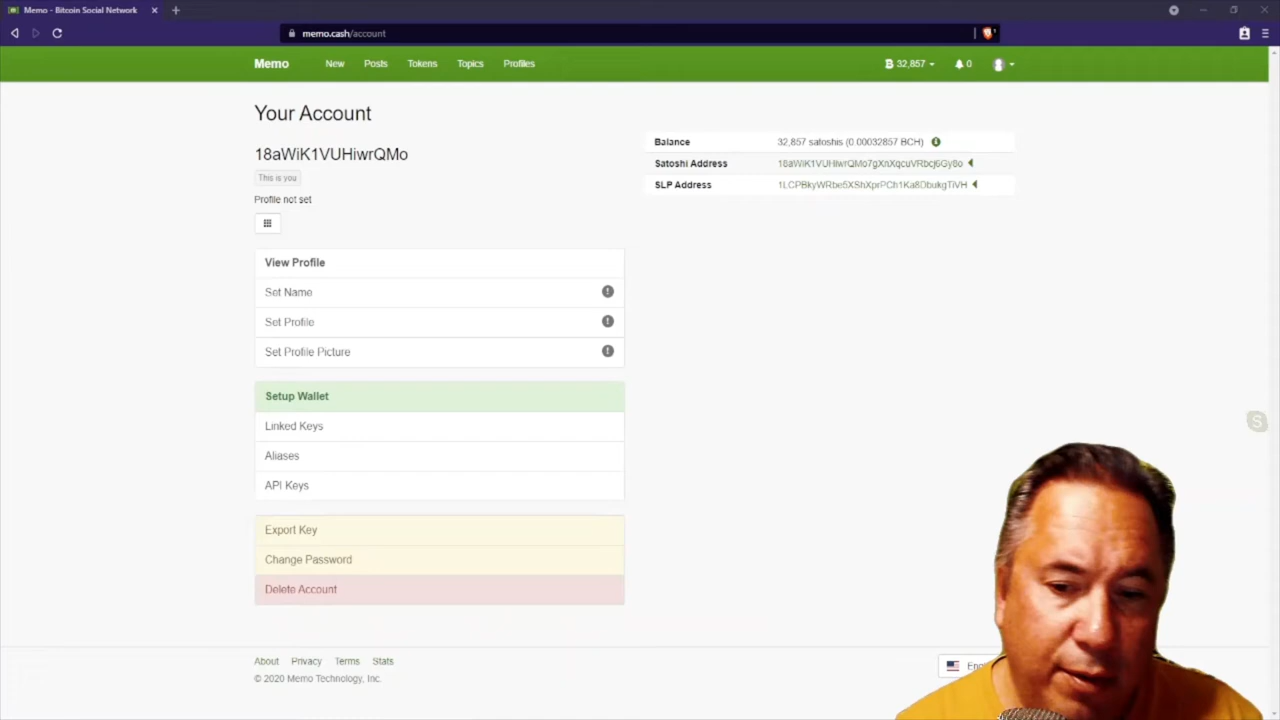 Memo - Bitcoin Social Network
memo.cash/account
Memo New Posts Tokens Topics Profiles 32,857 0
Your Account
18aWiK1VUHiwrQMo
This is you
Profile not set
Balance 32,857 satoshis (0.00032857 BCH)
Satoshi Address
SLP Address
View Profile
Set Name
Set Profile
Set Profile Picture
Setup Wallet
Linked Keys
Aliases
API Keys
Export Key
Change Password
Delete Account
About Privacy Terms Stats
© 2020 Memo Technology, Inc.